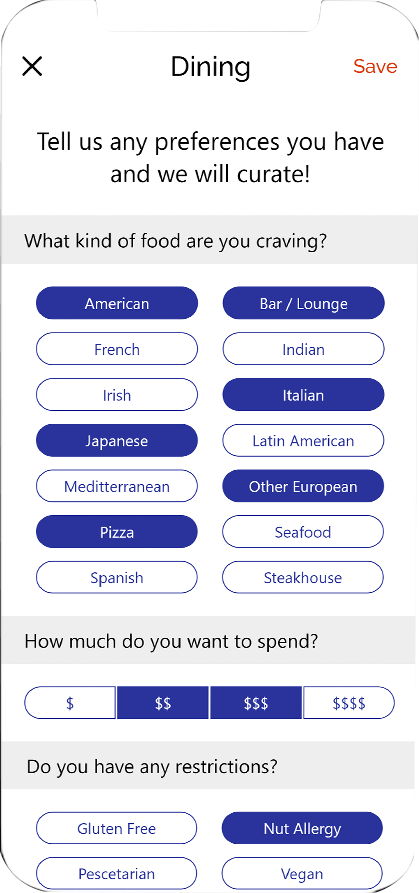 Dining
Save
Tell us any preferences you have
and we will curate!
What kind of food are you craving?
American
Bar / Lounge
French
Indian
Irish
Italian
Japanese
Latin American
Meditterranean
Other European
Pizza
Seafood
Spanish
Steakhouse
How much do you want to spend?
$
$$
$$$
$$$$
Do you have any restrictions?
Gluten Free
Nut Allergy
Pescetarian
Vegan